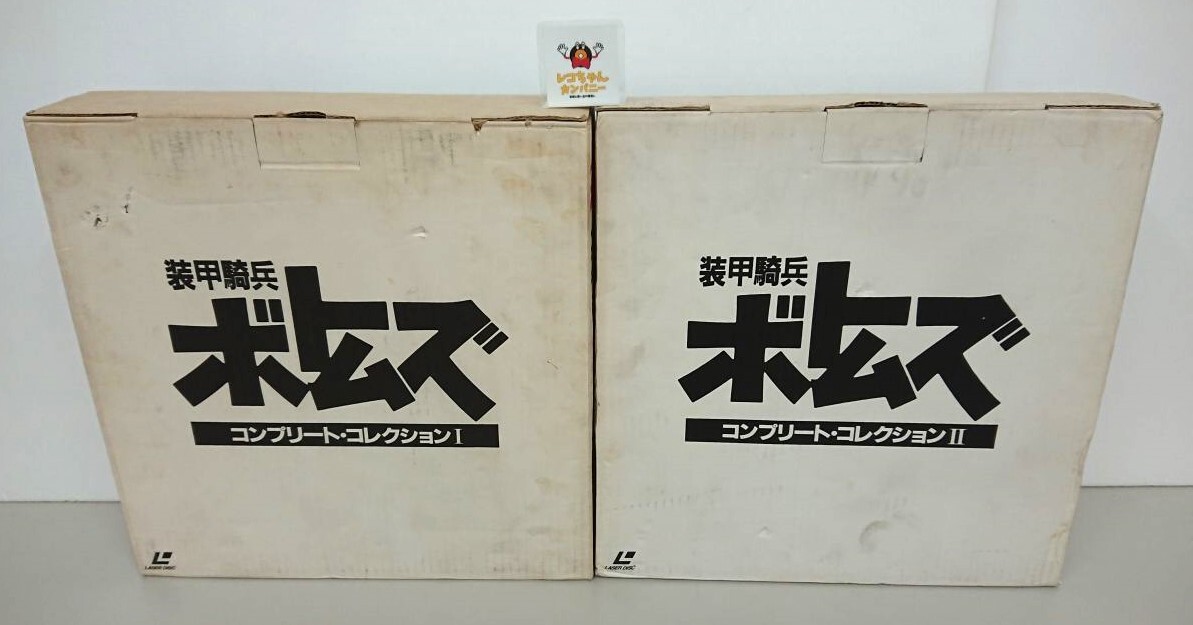 レコちゃん
カンパニー
装甲騎兵
ボトムズ
コンプリート・コレクションI
LASER DISC
装甲騎兵
ボトムズ
コンプリート・コレクションII
LASER DISC